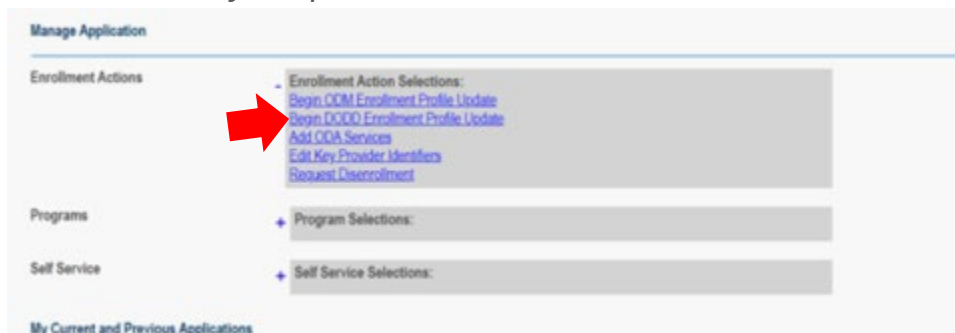 Manage Application
Enrollment Actions
- Enrollment Action Selections:
Begin ODM Enrollment Profile Update
Begin DODD Enrollment Profile Update
Add ODA Services
Edit Key Provider Identifiers
Request Disenrollment
Programs
+ Program Selections:
Self Service
+ Self Service Selections:
My Current and Previous Applications